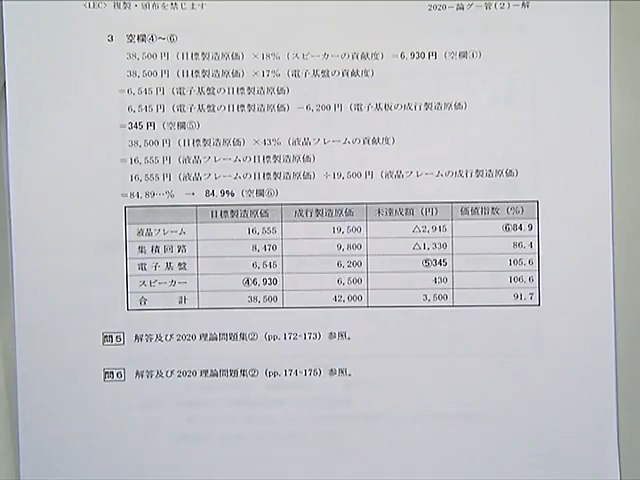 〈LEC〉複製・頒布を禁じます
2020−論グ−管(2)−解
3 空欄④～⑥
38,500円（目標製造原価）×18%（スピーカーの貢献度）＝6,930円（空欄④）
38,500円（目標製造原価）×17%（電子基盤の貢献度）
＝6,545円（電子基盤の目標製造原価）
6,545円（電子基盤の目標製造原価）−6,200円（電子基板の成行製造原価）
＝345円（空欄⑤）
38,500円（目標製造原価）×43%（液晶フレームの貢献度）
＝16,555円（液晶フレームの目標製造原価）
16,555円（液晶フレームの目標製造原価）÷19,500円（液晶フレームの成行製造原価）
＝84.89…% → 84.9%（空欄⑥）
目標製造原価 成行製造原価 未達成額（円） 価値指数（%）
液晶フレーム 16,555 19,500 △2,945 ⑥84.9
集積回路 8,470 9,800 △1,330 86.4
電子基盤 6,545 6,200 ⑤345 105.6
スピーカー ④6,930 6,500 430 106.6
合計 38,500 42,000 3,500 91.7
問5 解答及び2020理論問題集②（pp.172-173）参照。
問6 解答及び2020理論問題集②（pp.174-175）参照。